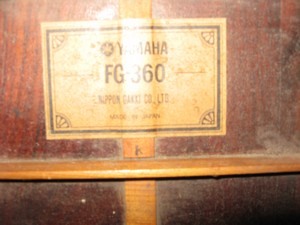 YAMAHA
FG-360
NIPPON GAKKI CO., LTD.
MADE IN JAPAN